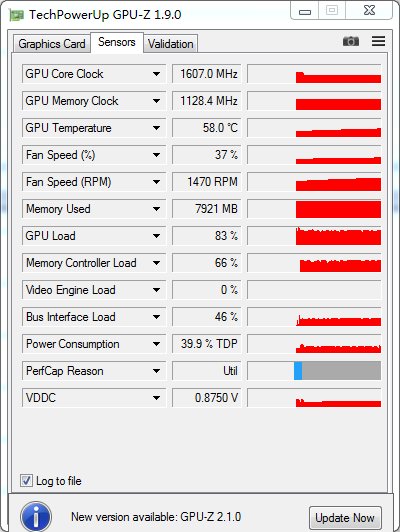 TechPowerUp GPU-Z 1.9.0
Graphics Card Sensors Validation
GPU Core Clock 1607.0 MHz
GPU Memory Clock 1128.4 MHz
GPU Temperature 58.0 °C
Fan Speed (%) 37 %
Fan Speed (RPM) 1470 RPM
Memory Used 7921 MB
GPU Load 83 %
Memory Controller Load 66 %
Video Engine Load 0 %
Bus Interface Load 46 %
Power Consumption 39.9 % TDP
PerfCap Reason Util
VDDC 0.8750 V
Log to file
New version available: GPU-Z 2.1.0 Update Now